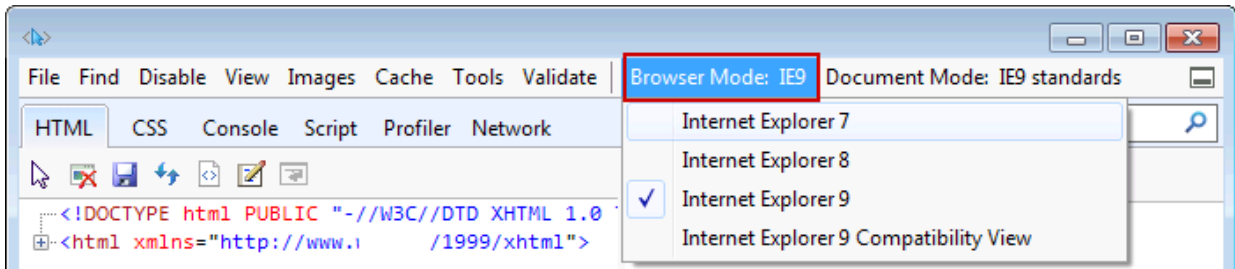 File Find Disable View Images Cache Tools Validate Browser Mode: IE9 Document Mode: IE9 standards
HTML CSS Console Script Profiler Network
Internet Explorer 7
Internet Explorer 8
Internet Explorer 9
Internet Explorer 9 Compatibility View
<!DOCTYPE html PUBLIC "-//W3C//DTD XHTML 1.0
<html xmlns="http://www. /1999/xhtml">